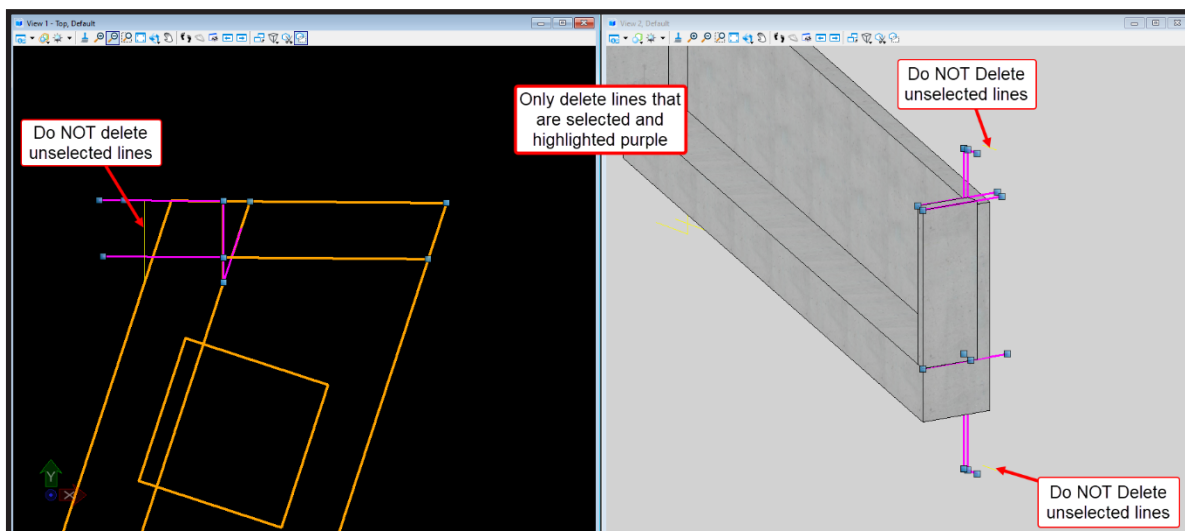 View 1 - Top, Default
View 2, Default
Do NOT Delete
unselected lines
Only delete lines that
are selected and
highlighted purple
Do NOT delete
unselected lines
Y
X
Do NOT Delete
unselected lines